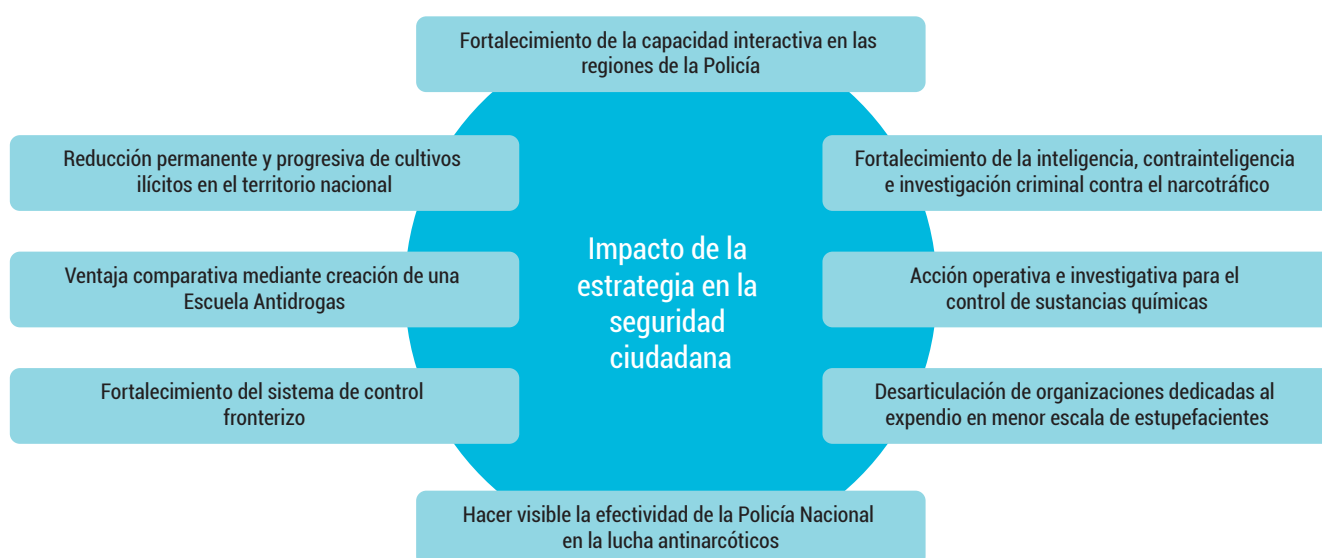 Fortalecimiento de la capacidad interactiva en las
regiones de la Policía
Reducción permanente y progresiva de cultivos
ilícitos en el territorio nacional
Fortalecimiento de la inteligencia, contrainteligencia
e investigación criminal contra el narcotráfico
Impacto de la
estrategia en la
seguridad
ciudadana
Ventaja comparativa mediante creación de una
Escuela Antidrogas
Acción operativa e investigativa para el
control de sustancias químicas
Fortalecimiento del sistema de control
fronterizo
Desarticulación de organizaciones dedicadas al
expendio en menor escala de estupefacientes
Hacer visible la efectividad de la Policía Nacional
en la lucha antinarcóticos